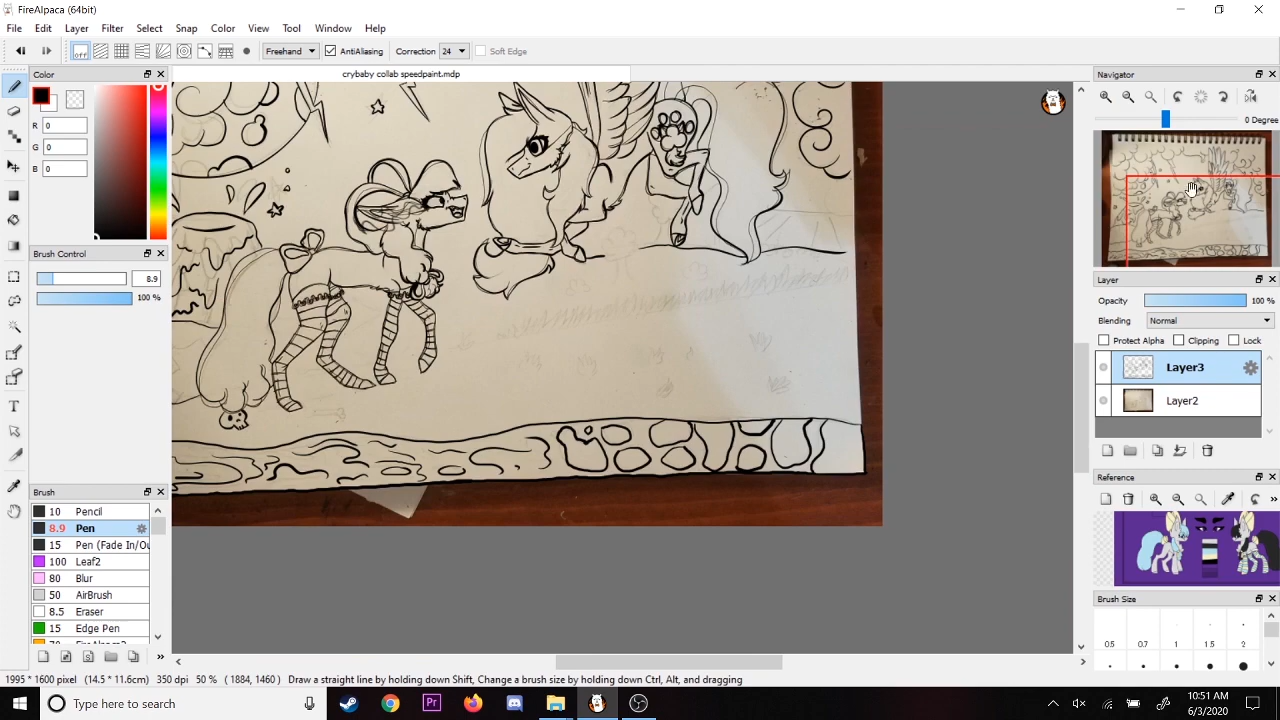 FireAlpaca (64bit)
File Edit Layer Filter Select Snap Color View Tool Window Help
off Freehand AntiAliasing Correction 24 Soft Edge
Color
crybaby collab speedpaint.mdp
Navigator
R 0
G 0
B 0
0 Degree
Brush Control
8.9
100 %
Layer
Opacity 100 %
Blending Normal
Protect Alpha Clipping Lock
Layer3
Layer2
Reference
Brush
10 Pencil
8.9 Pen
15 Pen (Fade In/Ou
100 Leaf2
80 Blur
50 AirBrush
8.5 Eraser
15 Edge Pen
Brush Size
0.5 0.7 1 1.5 2
1995 * 1600 pixel (14.5 * 11.6cm) 350 dpi 50 % ( 1884, 1460 ) Draw a straight line by holding down Shift, Change a brush size by holding down Ctrl, Alt, and dragging
Type here to search
Pr
10:51 AM
6/3/2020